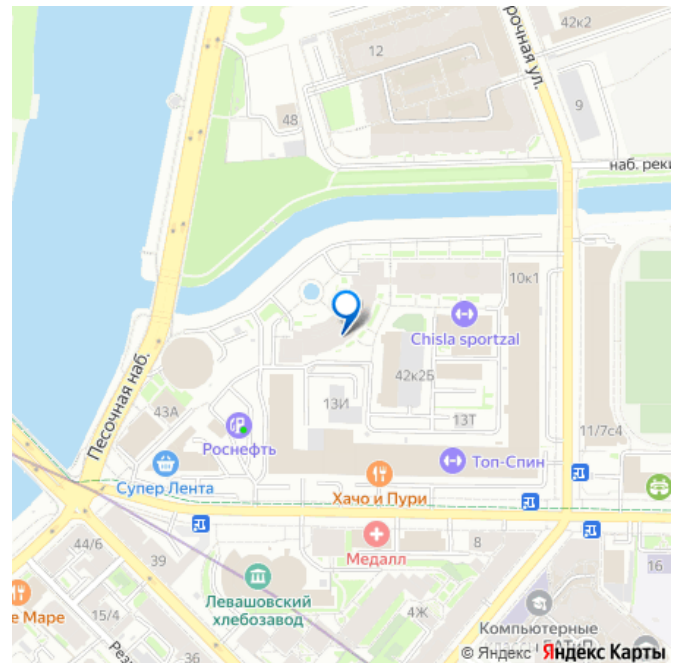 42к2
12
рочная ул.
9
48
наб. реки
10к1
Chisla sportzal
42к2Б
13И
13Т
43А
Песочная наб.
Роснефть
11/7с4
Топ-Спин
Супер Лента
Хачо и Пури
44/6
39
Медалл
8
16
Левашовский
хлебозавод
4Ж
е Маре
15/4
Компьютерные
36
© Яндекс
Яндекс Карты